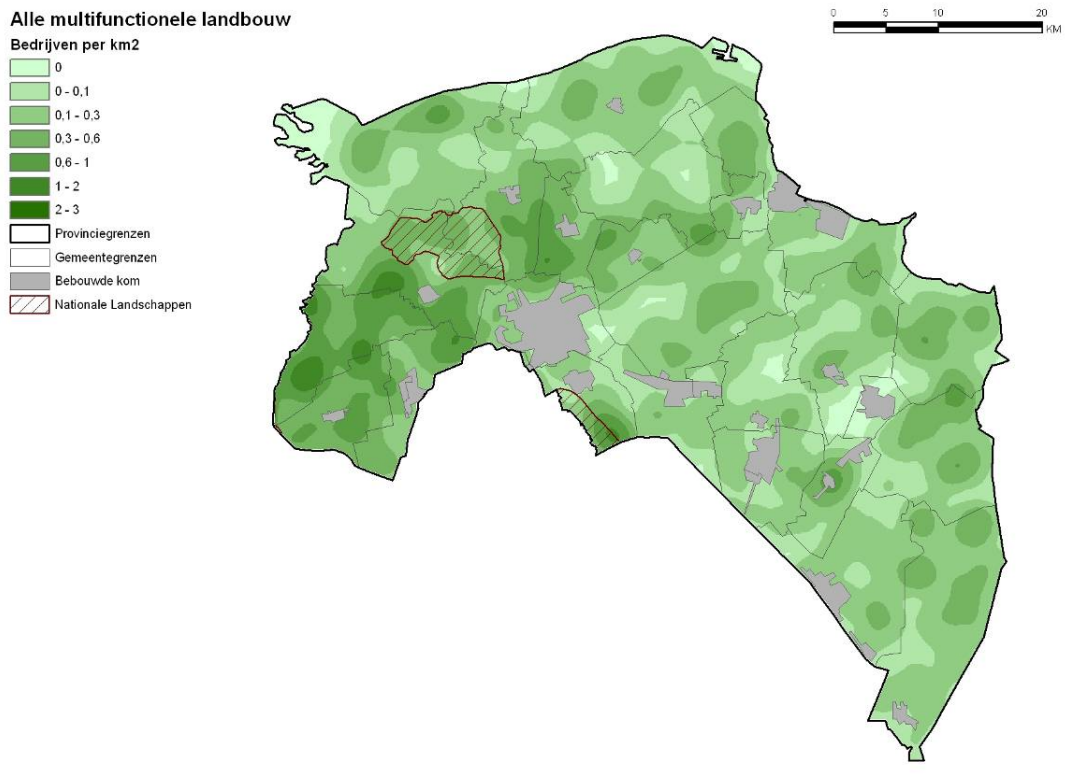 Alle multifunctionele landbouw
Bedrijven per km2
0
0 - 0,1
0,1 - 0,3
0,3 - 0,6
0,6 - 1
1 - 2
2 - 3
Provinciegrenzen
Gemeentegrenzen
Bebouwde kom
Nationale Landschappen
0 5 10 20
KM